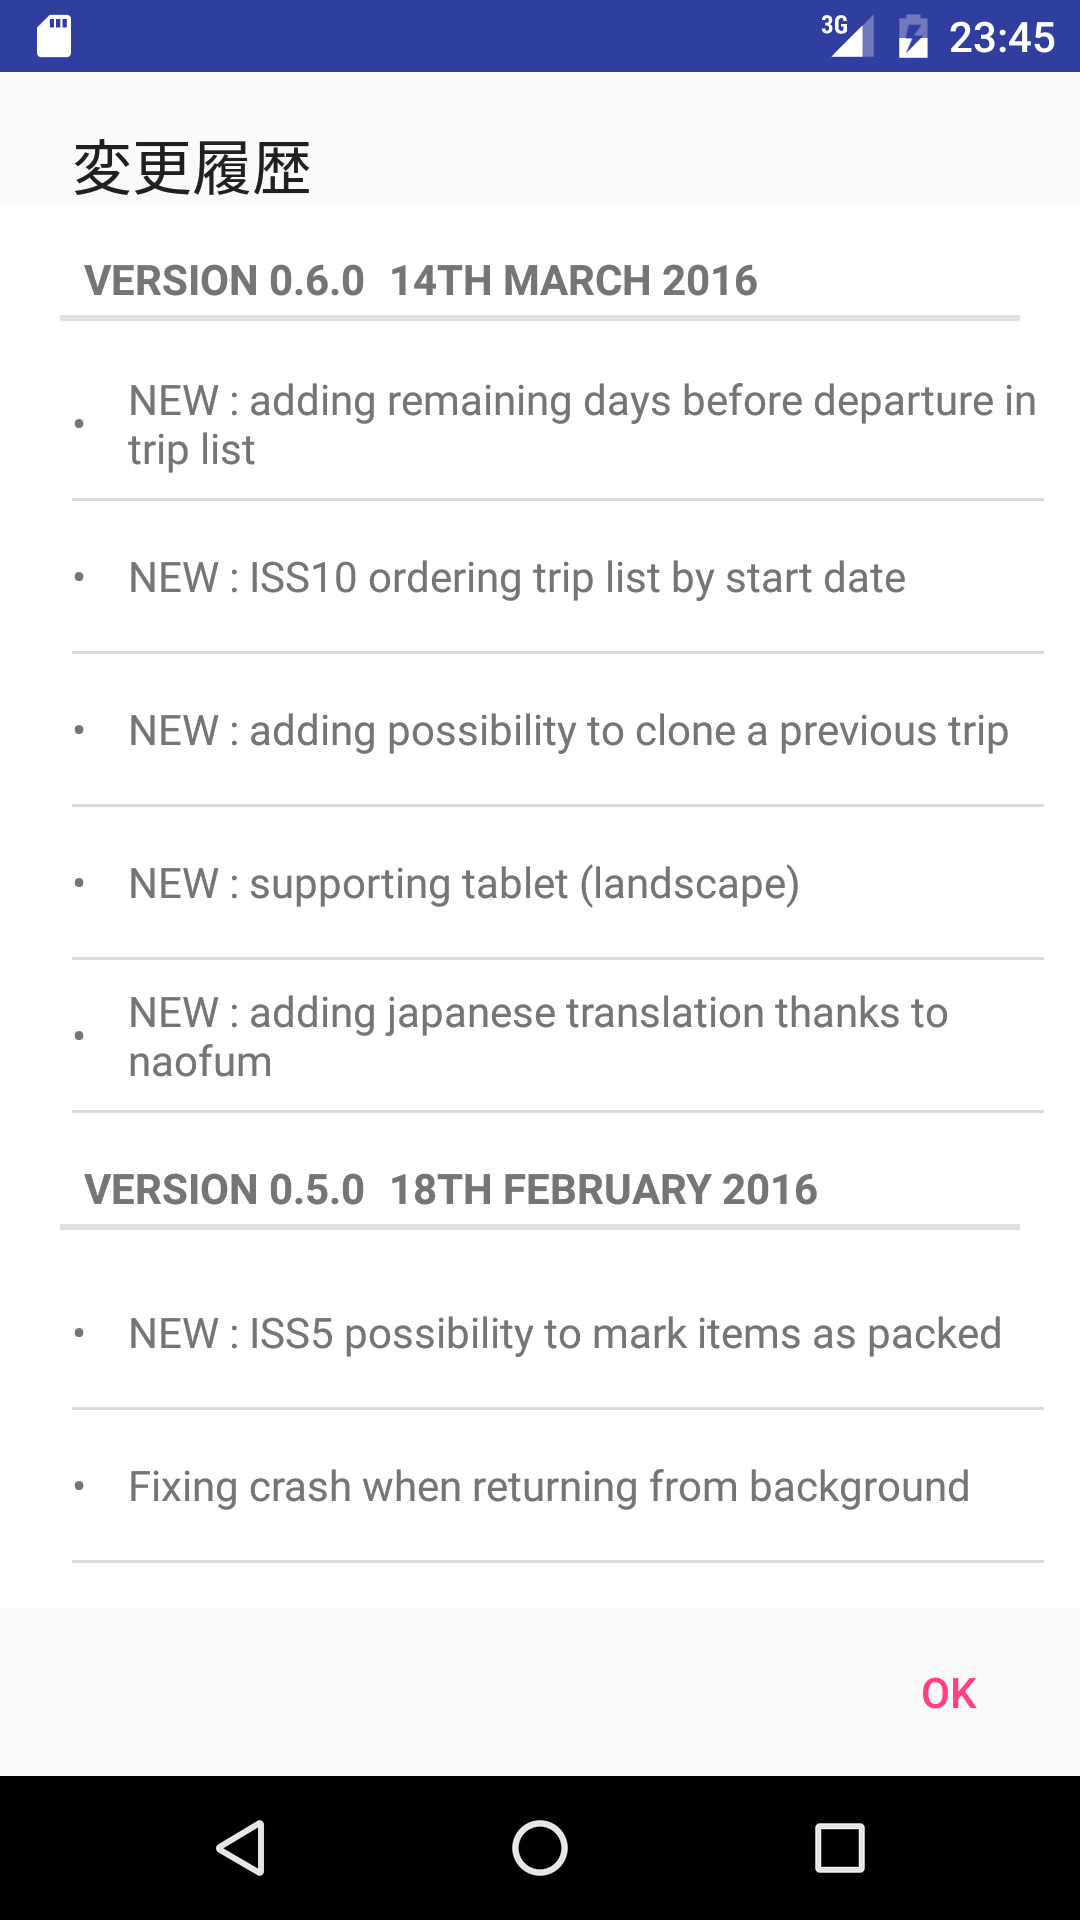 3G 23:45
変更履歴
VERSION 0.6.0 14TH MARCH 2016
• NEW : adding remaining days before departure in
trip list
• NEW : ISS10 ordering trip list by start date
• NEW : adding possibility to clone a previous trip
• NEW : supporting tablet (landscape)
• NEW : adding japanese translation thanks to
naofum
VERSION 0.5.0 18TH FEBRUARY 2016
• NEW : ISS5 possibility to mark items as packed
• Fixing crash when returning from background
OK